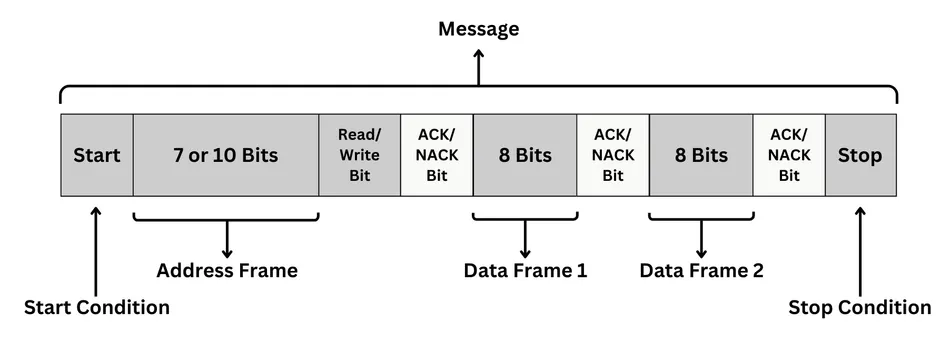 Message
Start
7 or 10 Bits
Read/
Write
Bit
ACK/
NACK
Bit
8 Bits
ACK/
NACK
Bit
8 Bits
ACK/
NACK
Bit
Stop
Address Frame
Data Frame 1
Data Frame 2
Start Condition
Stop Condition